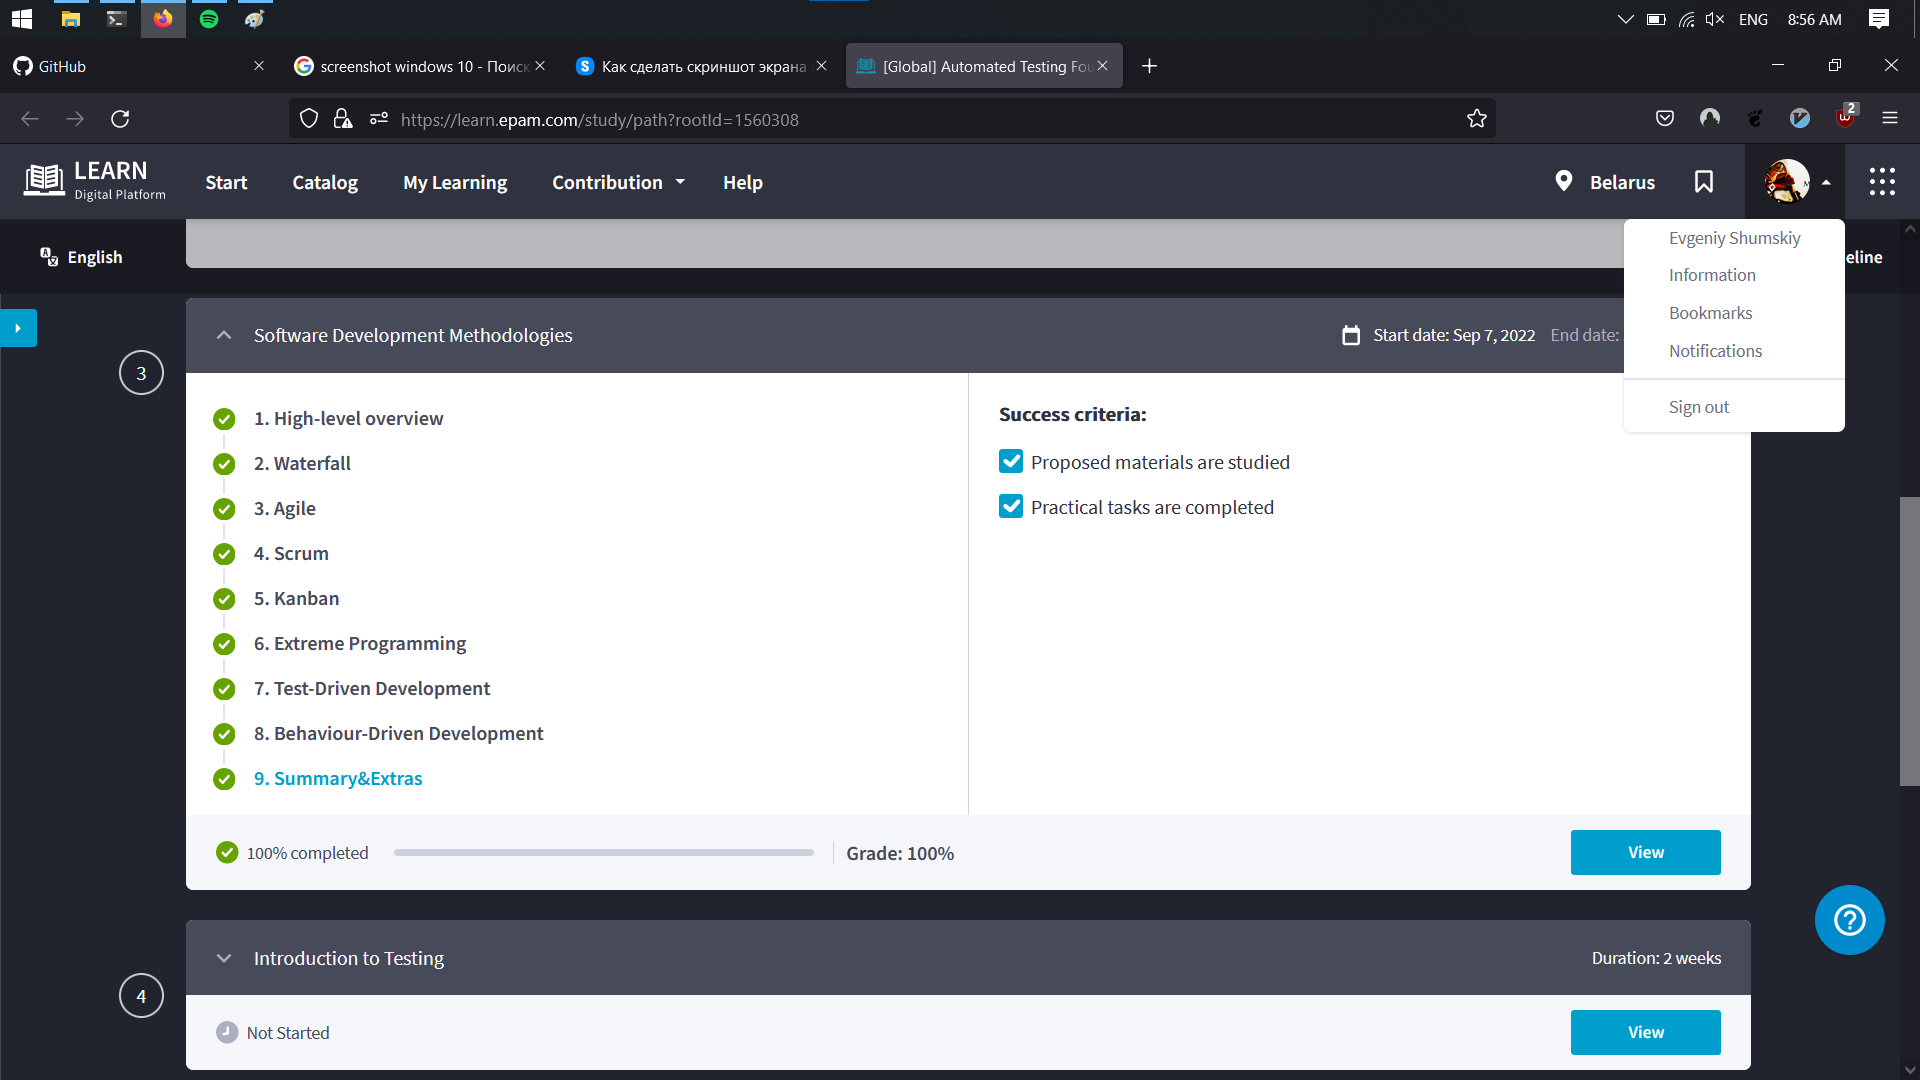 ENG 8:56 AM
GitHub
screenshot windows 10 - Поиск
Как сделать скриншот экрана
[Global] Automated Testing Fou
https://learn.epam.com/study/path?rootId=1560308
2
LEARN
Digital Platform
Start
Catalog
My Learning
Contribution
Help
Belarus
English
eline
Evgeniy Shumskiy
Information
Bookmarks
Notifications
Sign out
3
Software Development Methodologies
Start date: Sep 7, 2022 End date:
1. High-level overview
2. Waterfall
3. Agile
4. Scrum
5. Kanban
6. Extreme Programming
7. Test-Driven Development
8. Behaviour-Driven Development
9. Summary&Extras
Success criteria:
Proposed materials are studied
Practical tasks are completed
100% completed
Grade: 100%
View
4
Introduction to Testing
Duration: 2 weeks
Not Started
View